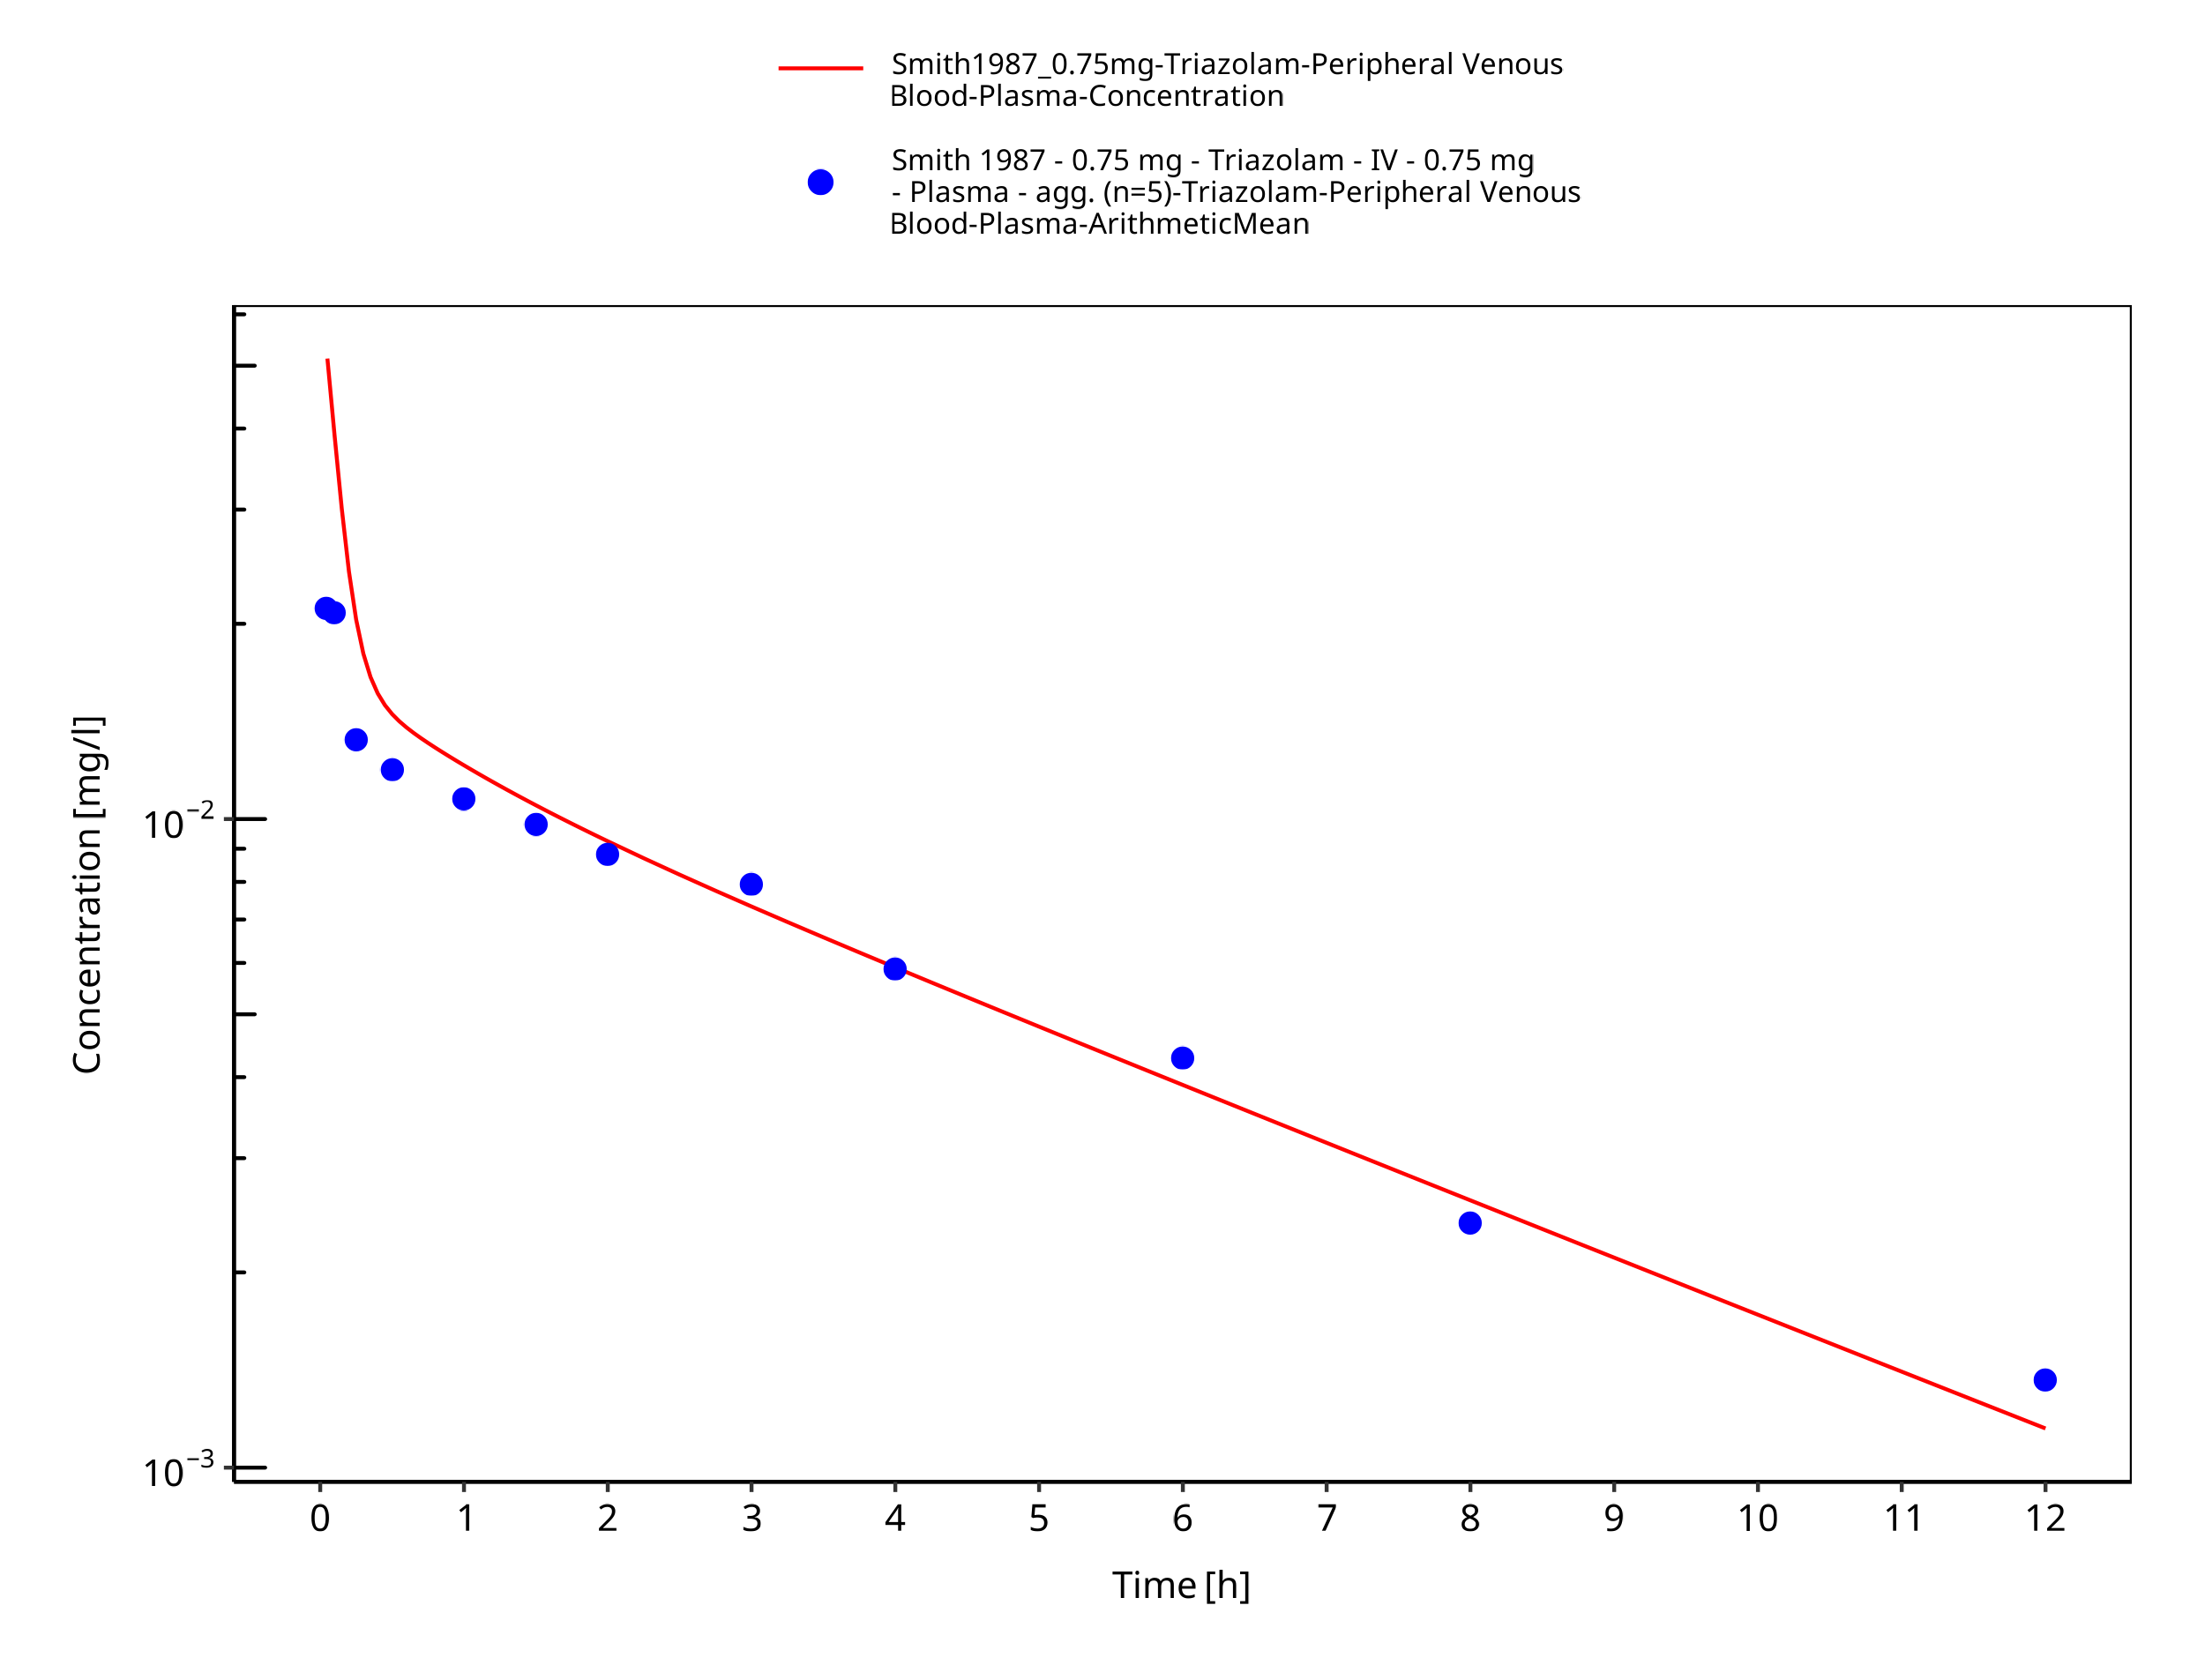 Smith1987_0.75mg-Triazolam-Peripheral Venous
Blood-Plasma-Concentration
Smith 1987 - 0.75 mg - Triazolam - IV - 0.75 mg
- Plasma - agg. (n=5)-Triazolam-Peripheral Venous
Blood-Plasma-ArithmeticMean
Concentration [mg/l]
10⁻²
10⁻³
0 1 2 3 4 5 6 7 8 9 10 11 12
Time [h]